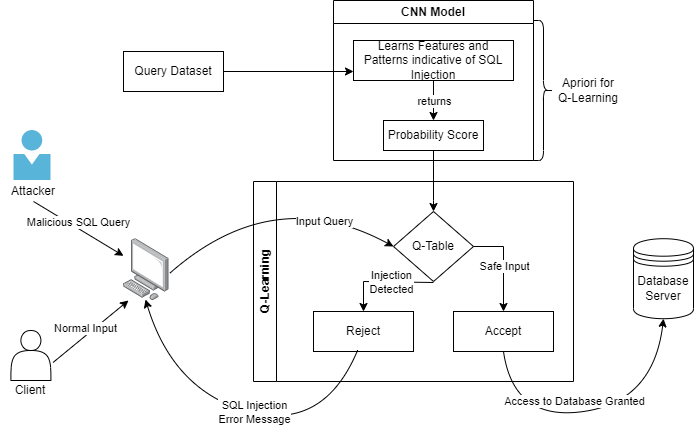 CNN Model
Learns Features and
Patterns indicative of SQL
Injection
Query Dataset
returns
Apriori for
Q-Learning
Probability Score
Attacker
Malicious SQL Query
Input Query
Q-Table
Q-Learning
Injection
Detected
Safe Input
Database
Server
Normal Input
Reject
Accept
Client
SQL Injection
Error Message
Access to Database Granted